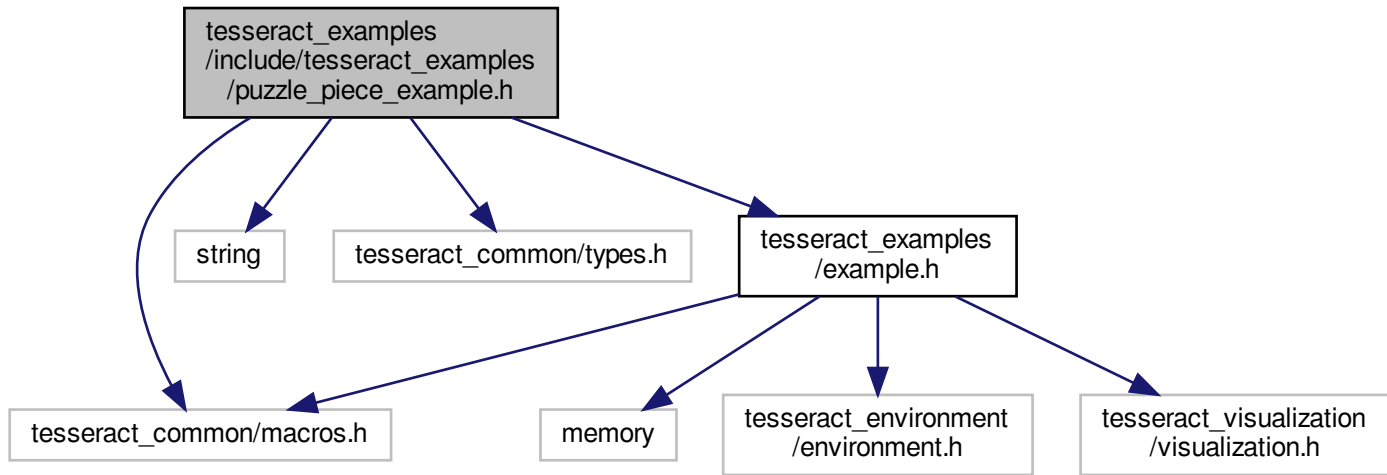 tesseract_examples
/include/tesseract_examples
/puzzle_piece_example.h
string
tesseract_common/types.h
tesseract_examples
/example.h
tesseract_common/macros.h
memory
tesseract_environment
/environment.h
tesseract_visualization
/visualization.h